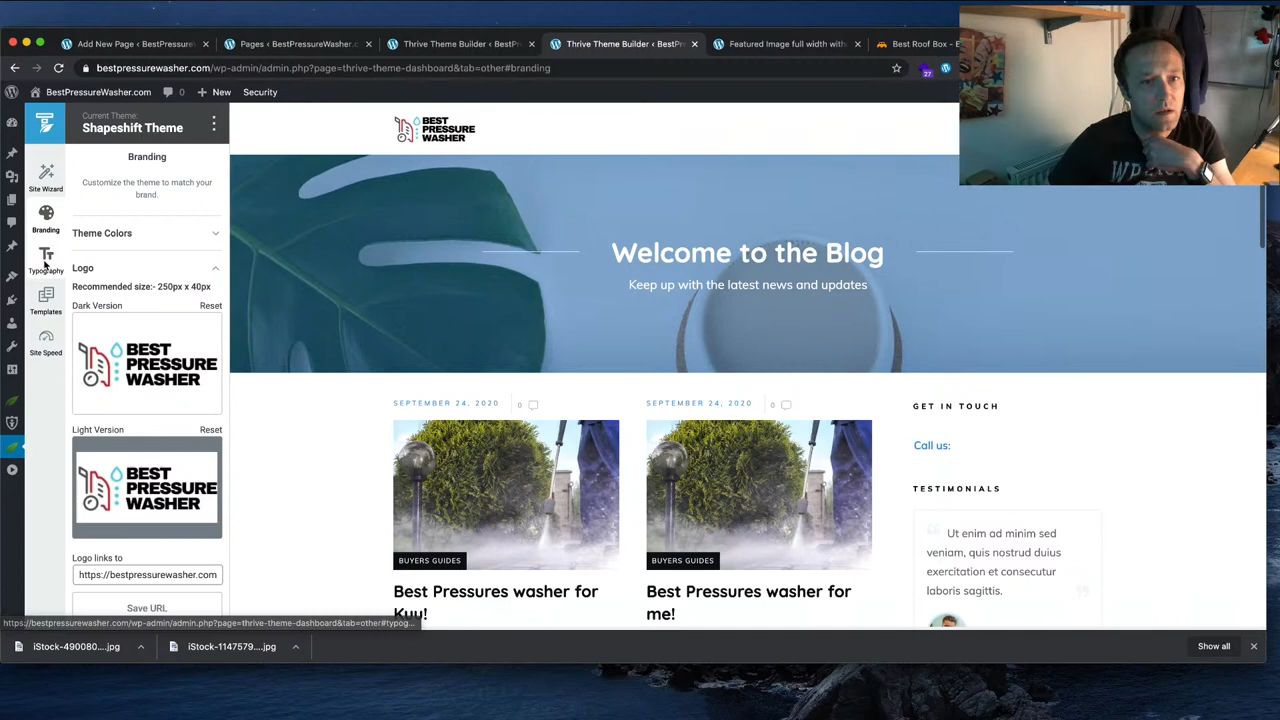 Add New Page ‹ BestPressure
Pages ‹ BestPressureWasher.c
Thrive Theme Builder ‹ BestPr
Thrive Theme Builder ‹ BestPr
Featured Image full width with
Best Roof Box - E
bestpressurewasher.com/wp-admin/admin.php?page=thrive-theme-dashboard&tab=other#branding
27
BestPressureWasher.com
0
New
Security
Current Theme:
Shapeshift Theme
Site Wizard
Branding
Typography
Templates
Site Speed
Branding
Customize the theme to match your
brand.
Theme Colors
Logo
Recommended size:- 250px x 40px
Dark Version
Reset
BEST
PRESSURE
WASHER
Light Version
Reset
BEST
PRESSURE
WASHER
Logo links to
https://bestpressurewasher.com
Save URL
BEST
PRESSURE
WASHER
Welcome to the Blog
Keep up with the latest news and updates
SEPTEMBER 24, 2020
0
BUYERS GUIDES
Best Pressures washer for
Kuu!
SEPTEMBER 24, 2020
0
BUYERS GUIDES
Best Pressures washer for
me!
GET IN TOUCH
Call us:
TESTIMONIALS
Ut enim ad minim sed
veniam, quis nostrud duius
exercitation et consectetur
laboris sagittis.
https://bestpressurewasher.com/wp-admin/admin.php?page=thrive-theme-dashboard&tab=other#typog...
iStock-490080....jpg
iStock-1147579....jpg
Show all